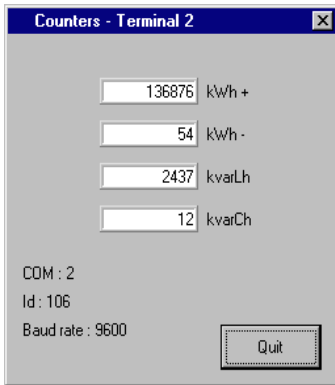 Counters - Terminal 2
136876 kWh +
54 kWh -
2437 kvarLh
12 kvarCh
COM : 2
Id : 106
Baud rate : 9600
Quit